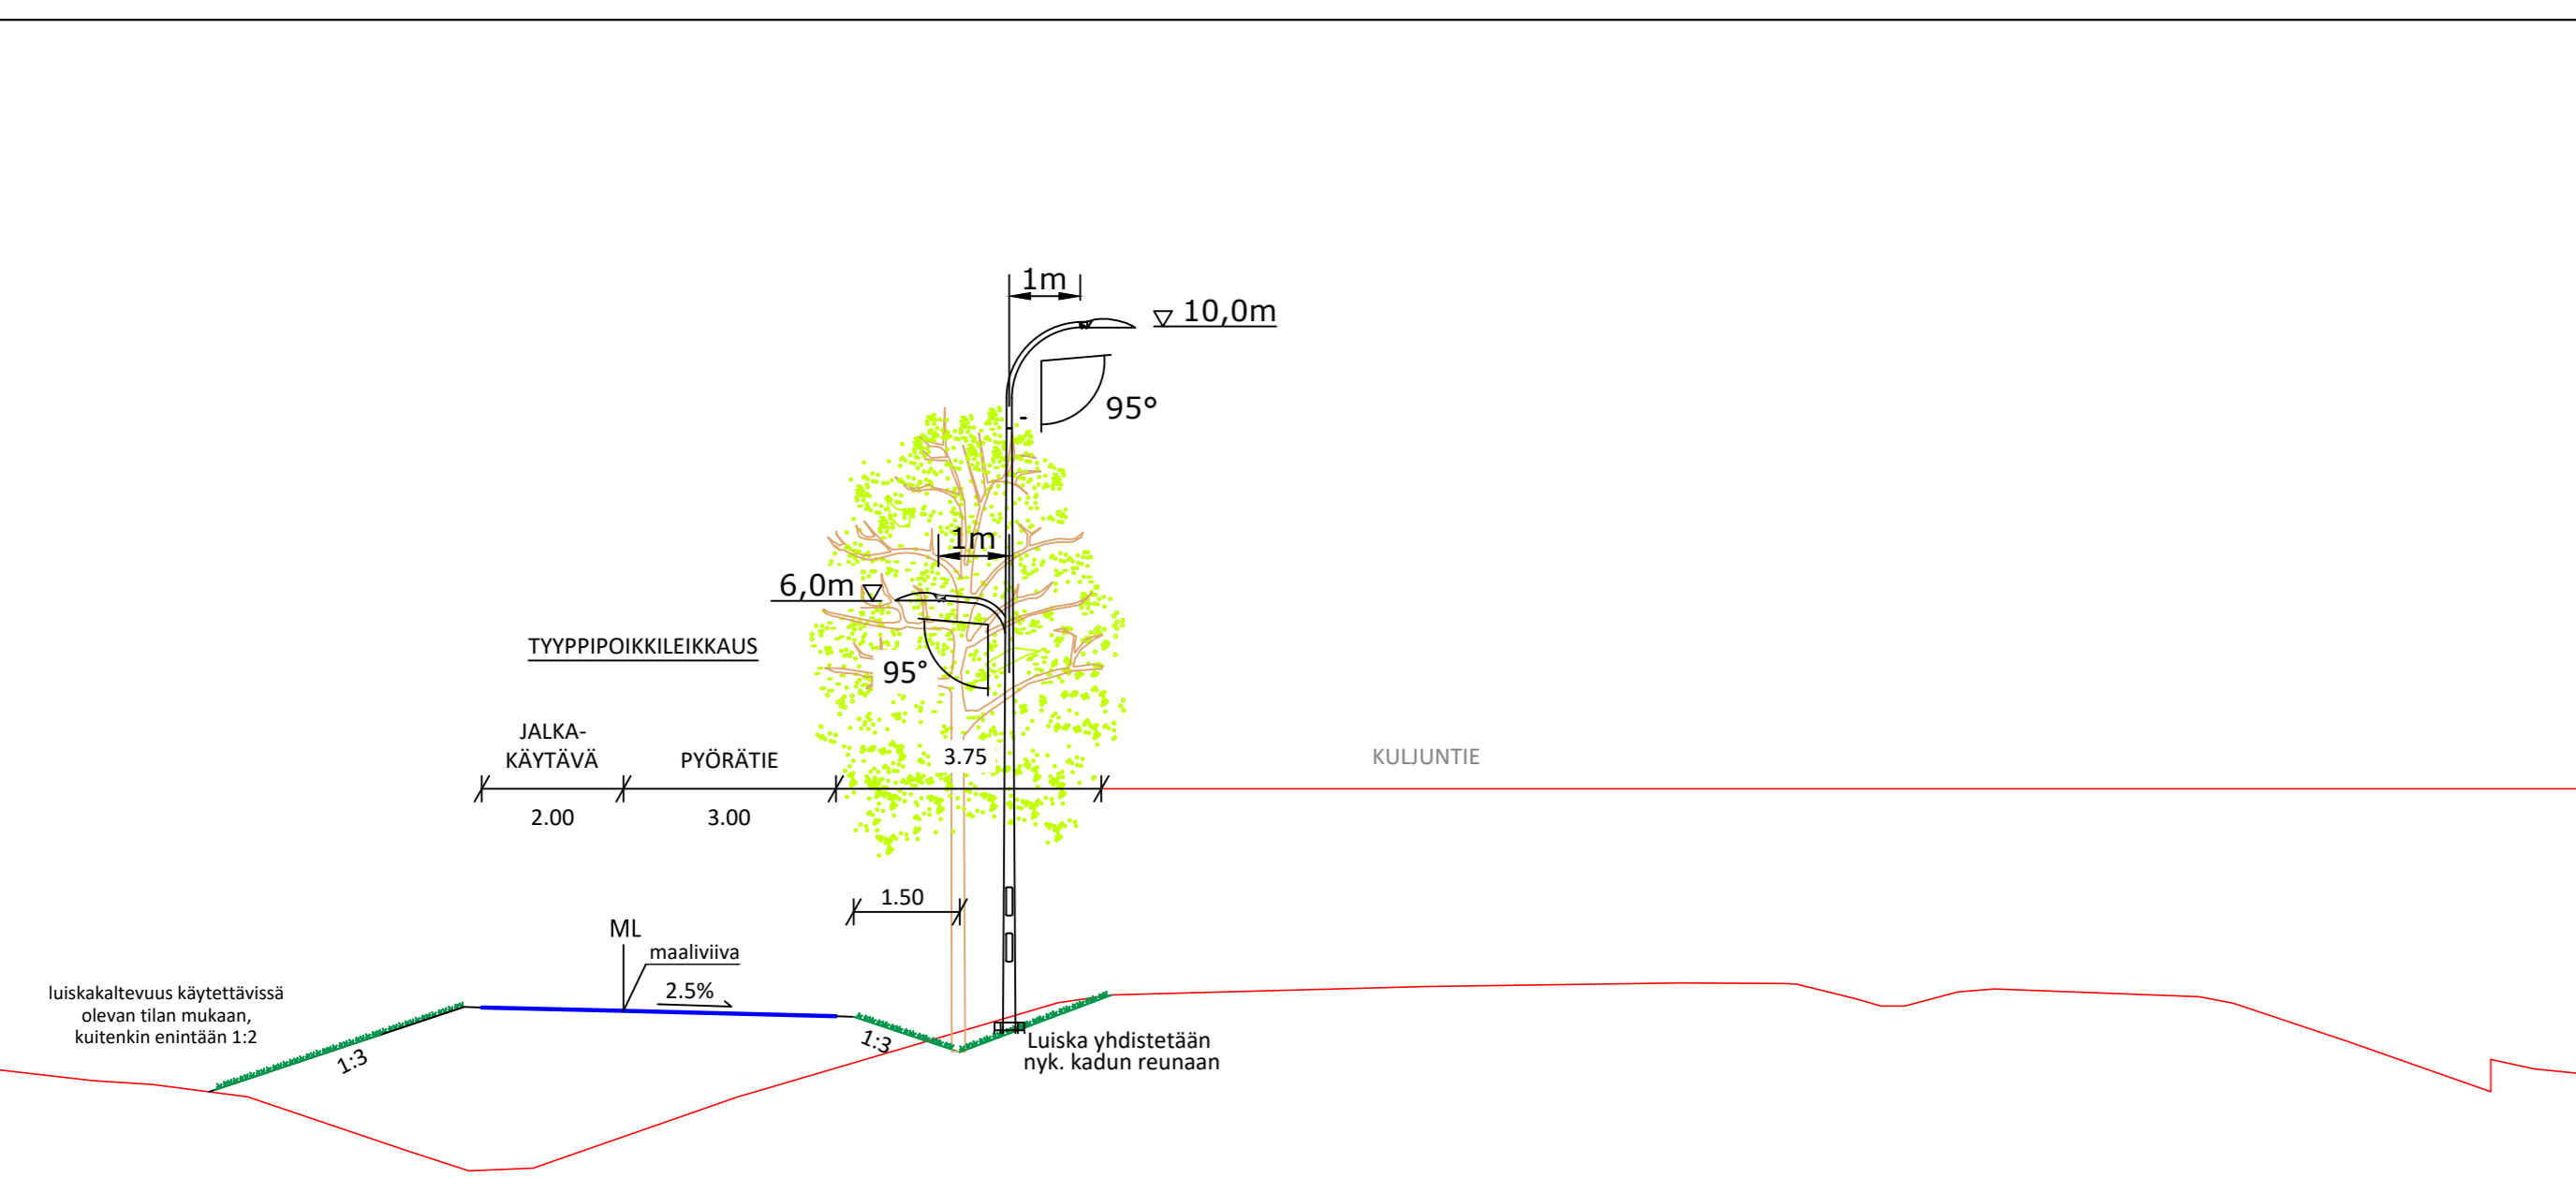 1m
10,0m
95°
1m
6,0m
TYYPPIPOIKKILEIKKAUS
95°
JALKA-
KÄYTÄVÄ
PYÖRÄTIE
3.75
KULJUNTIE
2.00
3.00
1.50
ML
maaliviiva
2.5%
luiskakaltevuus käytettävissä
olevan tilan mukaan,
kuitenkin enintään 1:2
1:3
1:3
Luiska yhdistetään
nyk. kadun reunaan